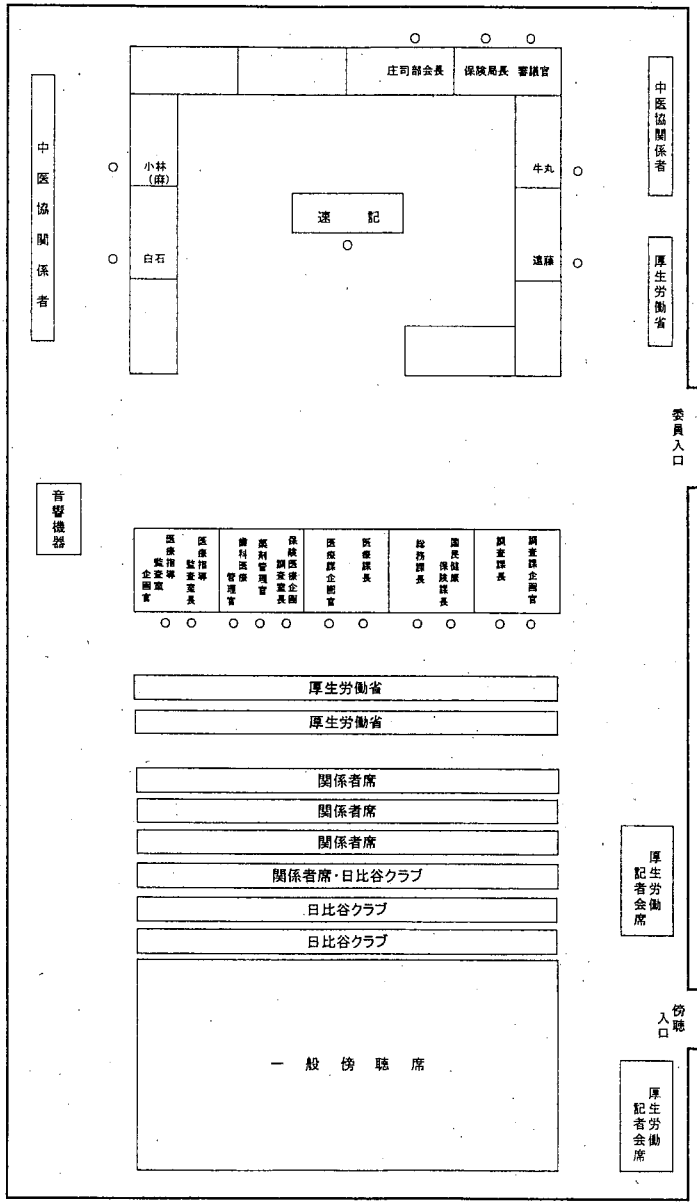 庄司部会長 保険局長 審議官
中医協関係者
中医協関係者
小林
(麻)
牛丸
速記
白石
遠藤
厚生労働省
委員入口
音響機器
医療指導監査室企画官
医療指導監査室長
歯科医療管理官
薬剤管理官
保険医療企画調査室長
医療課企画官
医療課長
総務課長
国民健康保険課長
調査課長
調査課企画官
厚生労働省
厚生労働省
関係者席
関係者席
関係者席
関係者席・日比谷クラブ
日比谷クラブ
日比谷クラブ
厚生労働
記者会席
傍聴
入口
一般傍聴席
厚生労働
記者会席